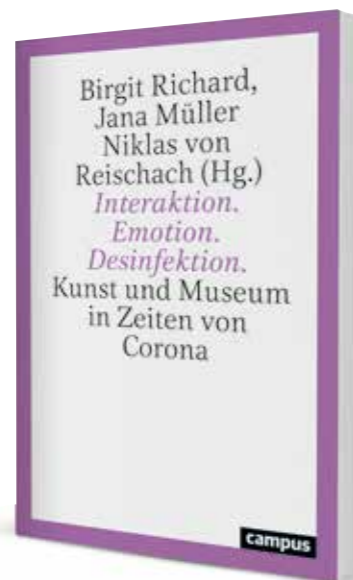 Birgit Richard,
Jana Müller
Niklas von
Reischach (Hg.)
Interaktion.
Emotion.
Desinfektion.
Kunst und Museum
in Zeiten von
Corona
campus